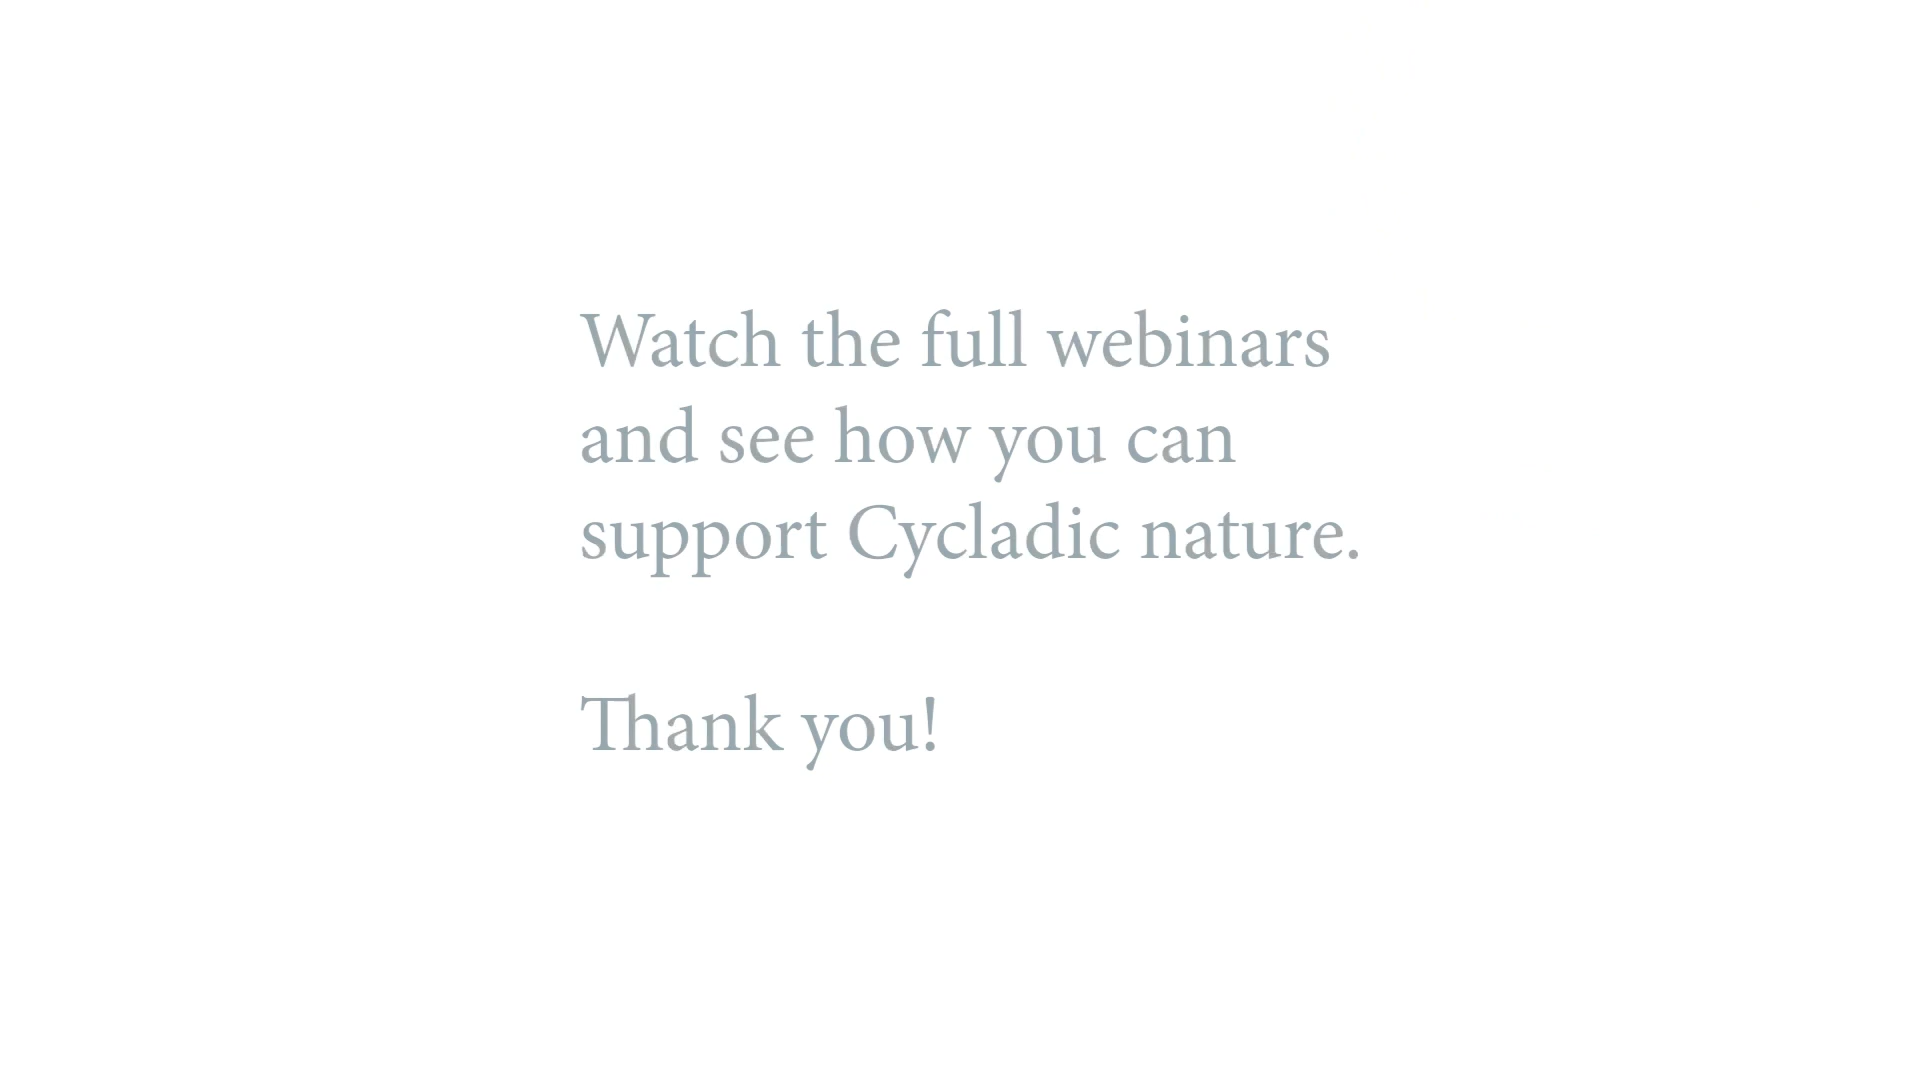 Watch the full webinars
and see how you can
support Cycladic nature.
Thank you!